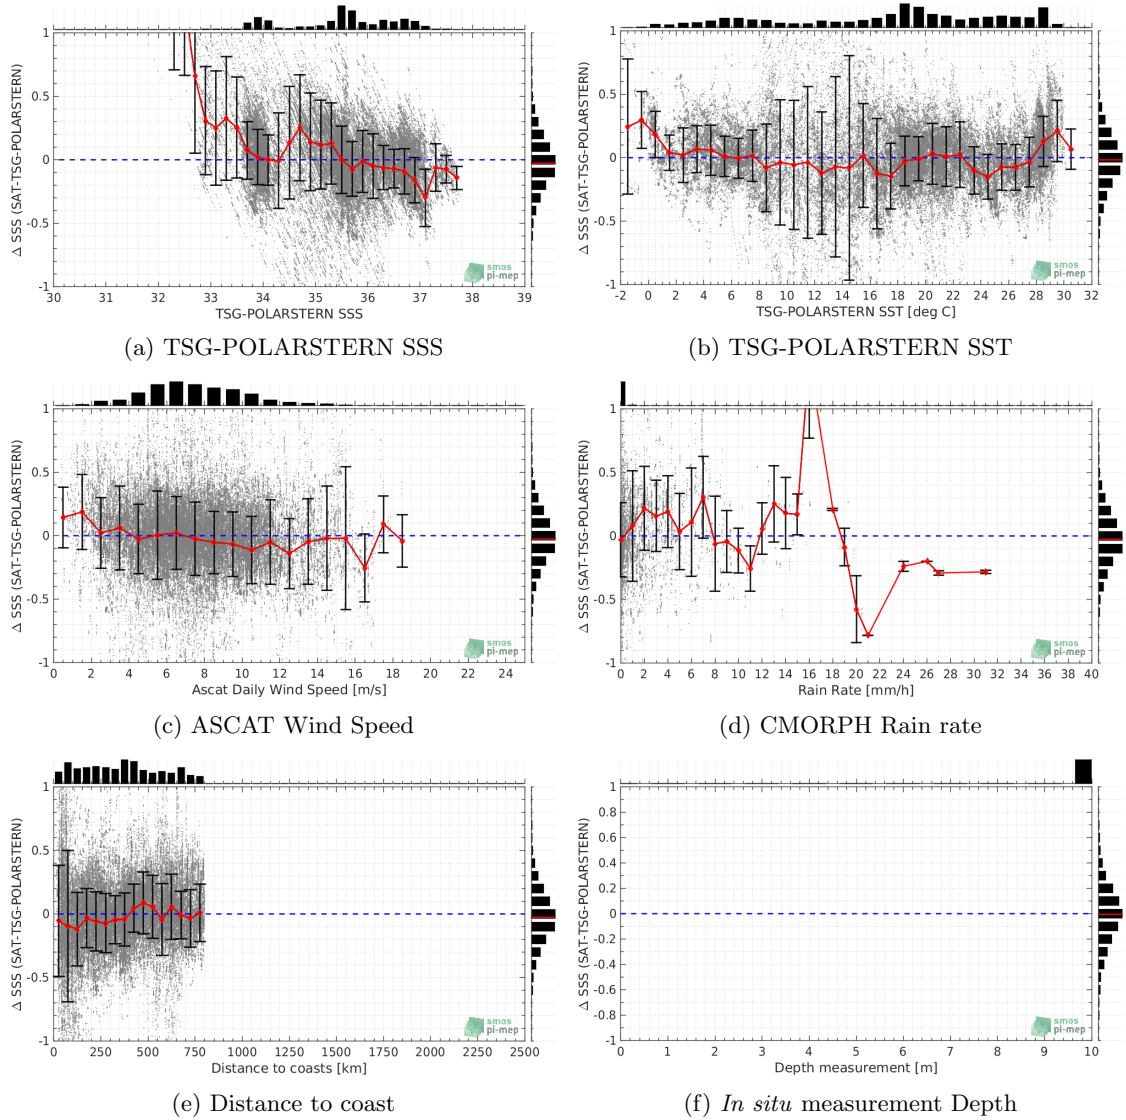 Δ SSS (SAT-TSG-POLARSTERN)
1
0.5
0
-0.5
-1
30 31 32 33 34 35 36 37 38 39
TSG-POLARSTERN SSS
smos
pi-mep
(a) TSG-POLARSTERN SSS
Δ SSS (SAT-TSG-POLARSTERN)
1
0.5
0
-0.5
-1
-2 0 2 4 6 8 10 12 14 16 18 20 22 24 26 28 30 32
TSG-POLARSTERN SST [deg C]
smos
pi-mep
(b) TSG-POLARSTERN SST
Δ SSS (SAT-TSG-POLARSTERN)
1
0.5
0
-0.5
-1
0 2 4 6 8 10 12 14 16 18 20 22 24
Ascat Daily Wind Speed [m/s]
smos
pi-mep
(c) ASCAT Wind Speed
Δ SSS (SAT-TSG-POLARSTERN)
1
0.5
0
-0.5
-1
0 2 4 6 8 10 12 14 16 18 20 22 24 26 28 30 32 34 36 38 40
Rain Rate [mm/h]
smos
pi-mep
(d) CMORPH Rain rate
Δ SSS (SAT-TSG-POLARSTERN)
1
0.5
0
-0.5
-1
0 250 500 750 1000 1250 1500 1750 2000 2250 2500
Distance to coasts [km]
smos
pi-mep
(e) Distance to coast
Δ SSS (SAT-TSG-POLARSTERN)
1
0.8
0.6
0.4
0.2
0
-0.2
-0.4
-0.6
-0.8
-1
0 1 2 3 4 5 6 7 8 9 10
Depth measurement [m]
smos
pi-mep
(f) In situ measurement Depth